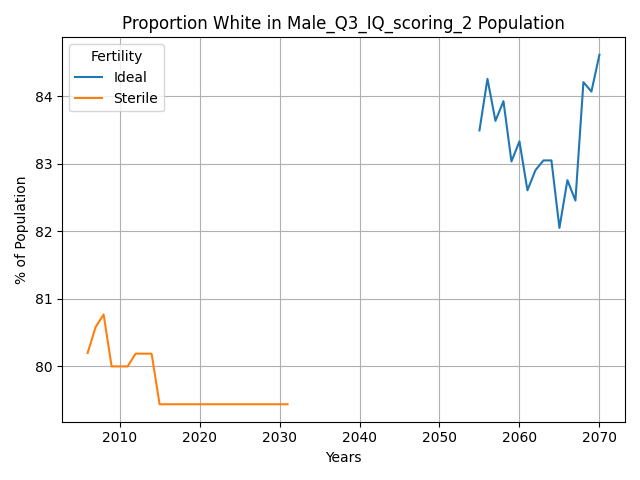 Proportion White in Male_Q3_IQ_scoring_2 Population
Fertility
Ideal
Sterile
% of Population
84
83
82
81
80
2010
2020
2030
2040
2050
2060
2070
Years